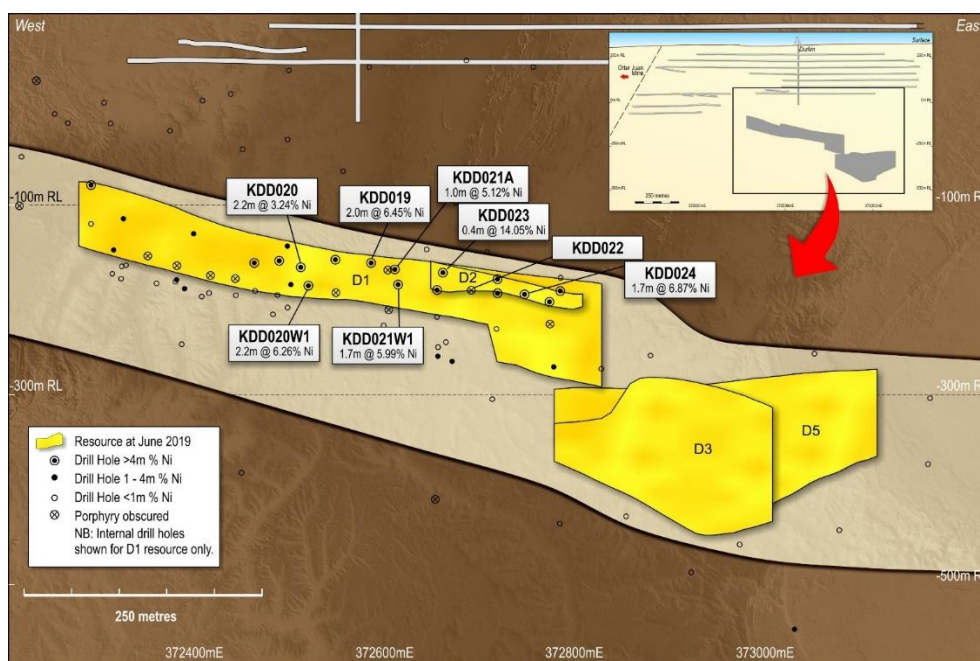 West
East
Surface
Durkin
Otter Juan
Mine
250 metres
-100m RL
-100m RL
KDD020
2.2m @ 3.24% Ni
KDD019
2.0m @ 6.45% Ni
KDD021A
1.0m @ 5.12% Ni
KDD023
0.4m @ 14.05% Ni
KDD022
KDD024
1.7m @ 6.87% Ni
D1
D2
KDD020W1
2.2m @ 6.26% Ni
KDD021W1
1.7m @ 5.99% Ni
-300m RL
-300m RL
D3
D5
Resource at June 2019
Drill Hole >4m % Ni
Drill Hole 1 - 4m % Ni
Drill Hole <1m % Ni
Porphyry obscured
NB: Internal drill holes
shown for D1 resource only.
-500m RL
250 metres
372400mE
372600mE
372800mE
373000mE